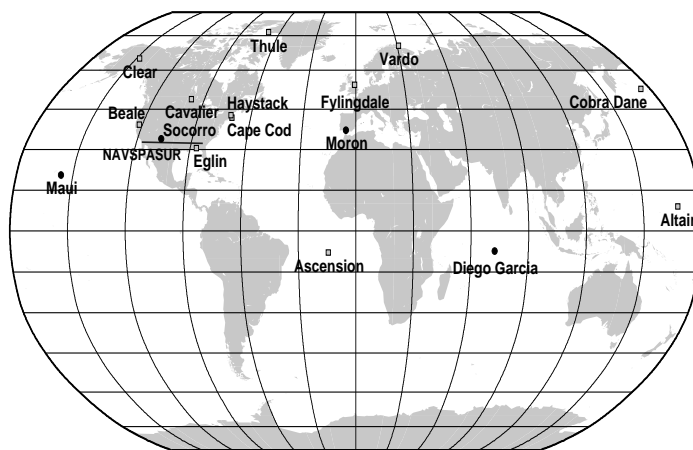 Thule
Vardo
Clear
Fylingdale
Cobra Dane
Beale
Cavalier
Haystack
Socorro
Cape Cod
Moron
NAVSPASUR
Eglin
Maui
Altair
Ascension
Diego Garcia